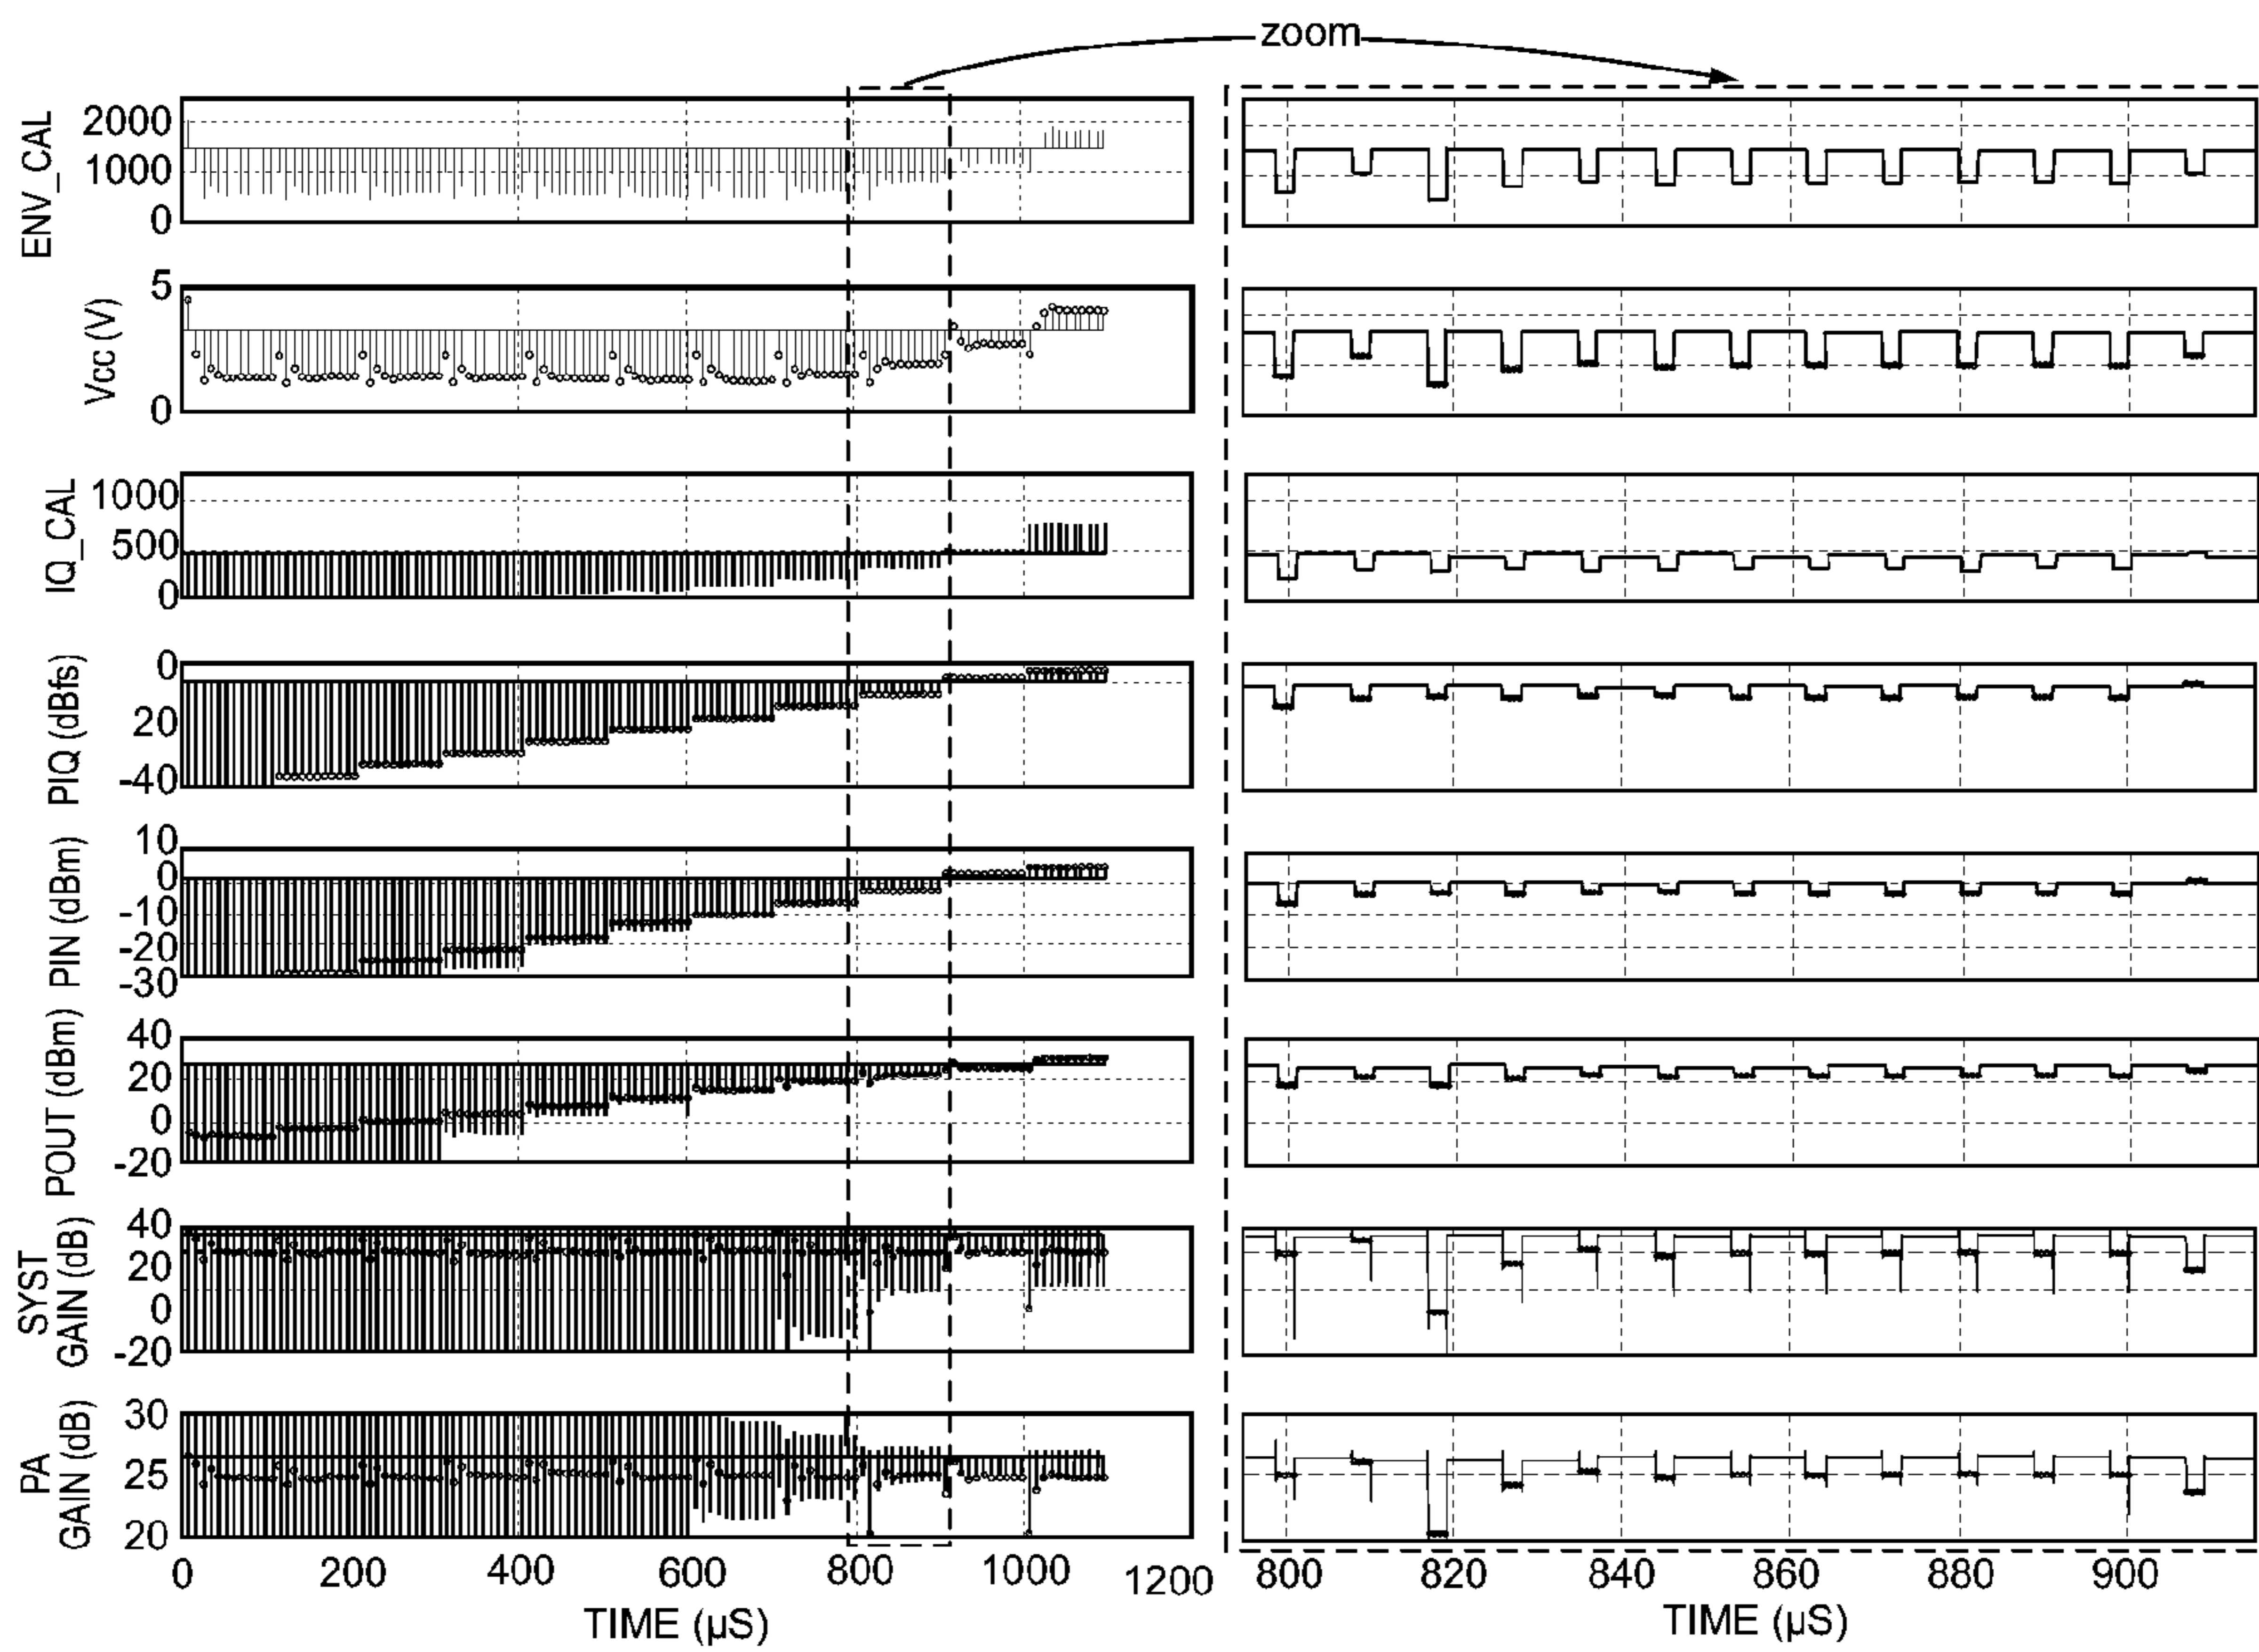 zoom
ENV_CAL
2000
1000
0
Vcc (V)
5
0
IQ_CAL
1000
500
0
PIQ (dBfs)
0
20
-40
PIN (dBm)
10
0
-10
-20
-30
POUT (dBm)
40
20
0
-20
SYST
GAIN (dB)
40
20
0
-20
PA
GAIN (dB)
30
25
20
0 200 400 600 800 1000 1200
TIME (µS)
800 820 840 860 880 900
TIME (µS)